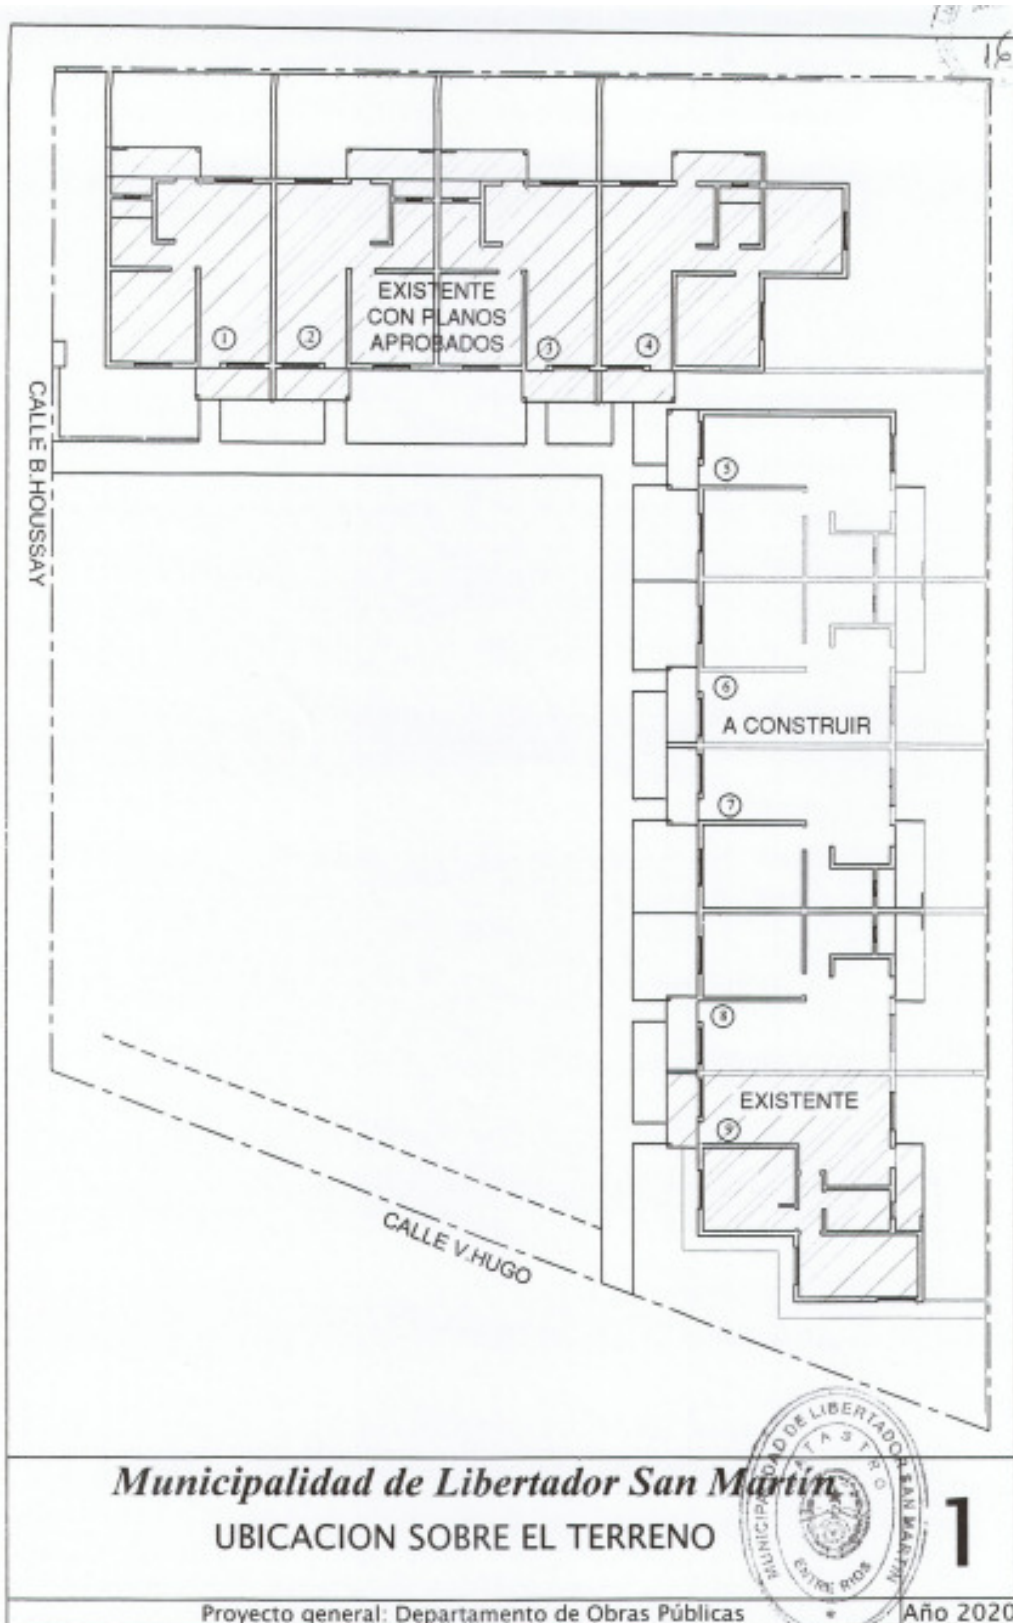 16
EXISTENTE
CON PLANOS
APROBADOS
1
2
3
4
CALLE B.HOUSSAY
5
6
A CONSTRUIR
7
8
EXISTENTE
9
CALLE V.HUGO
Municipalidad de Libertador San Martín
UBICACION SOBRE EL TERRENO
MUNICIPALIDAD DE LIBERTADOR SAN MARTIN
CATASTRO
ENTRE RIOS
1
Proyecto general: Departamento de Obras Públicas
Año 2020